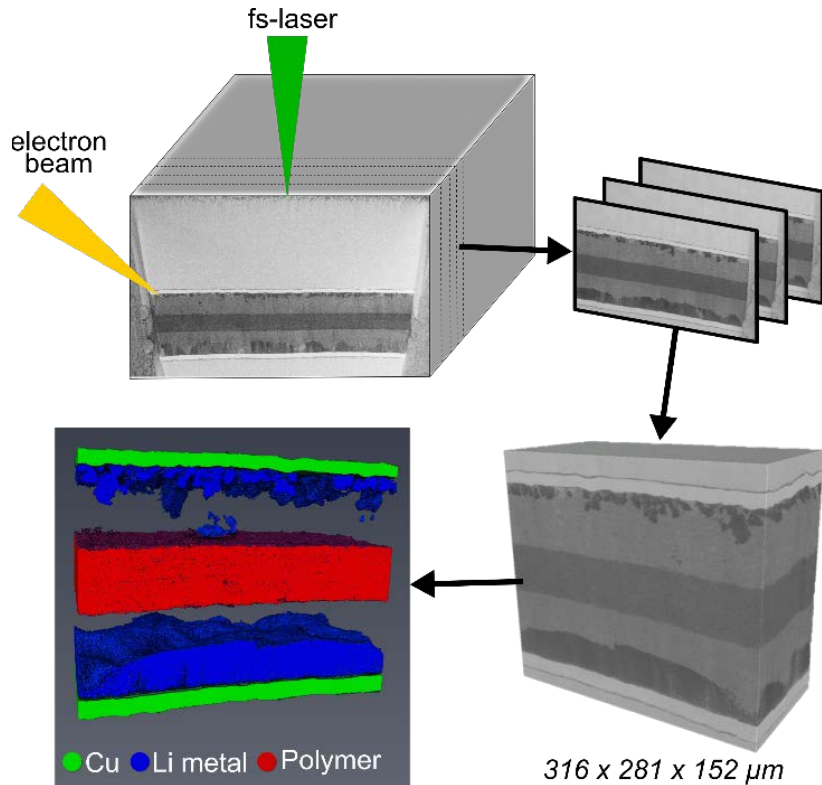 fs-laser
electron
beam
Cu Li metal Polymer
316 x 281 x 152 µm